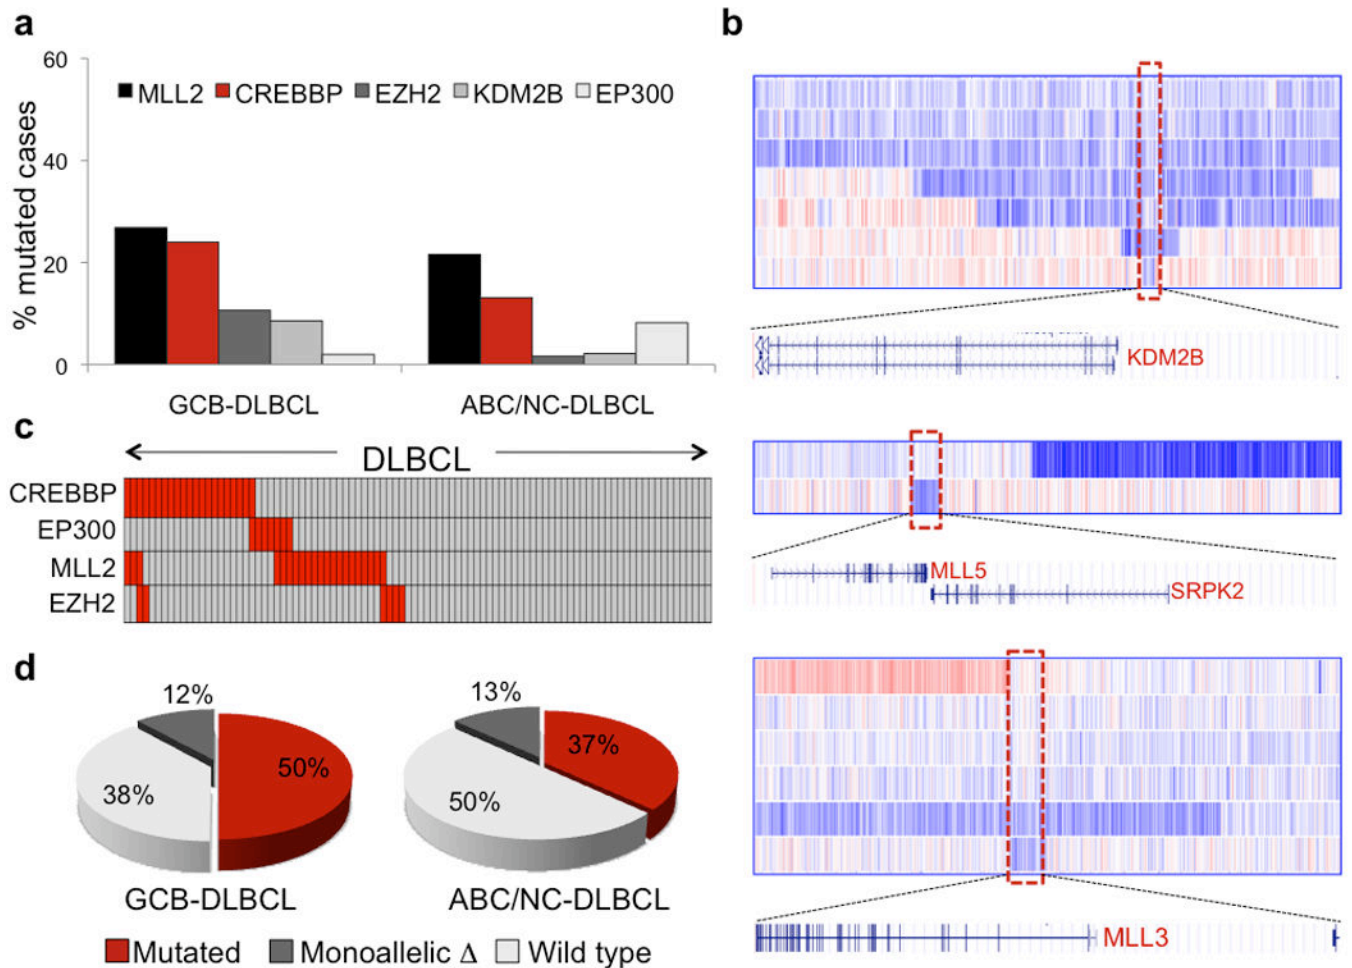 a
60
40
20
0
% mutated cases
MLL2 CREBBP EZH2 KDM2B EP300
GCB-DLBCL ABC/NC-DLBCL
b
KDM2B
MLL5
SRPK2
MLL3
c
DLBCL
CREBBP
EP300
MLL2
EZH2
d
12%
50%
38%
GCB-DLBCL
13%
37%
50%
ABC/NC-DLBCL
Mutated Monoallelic Δ Wild type